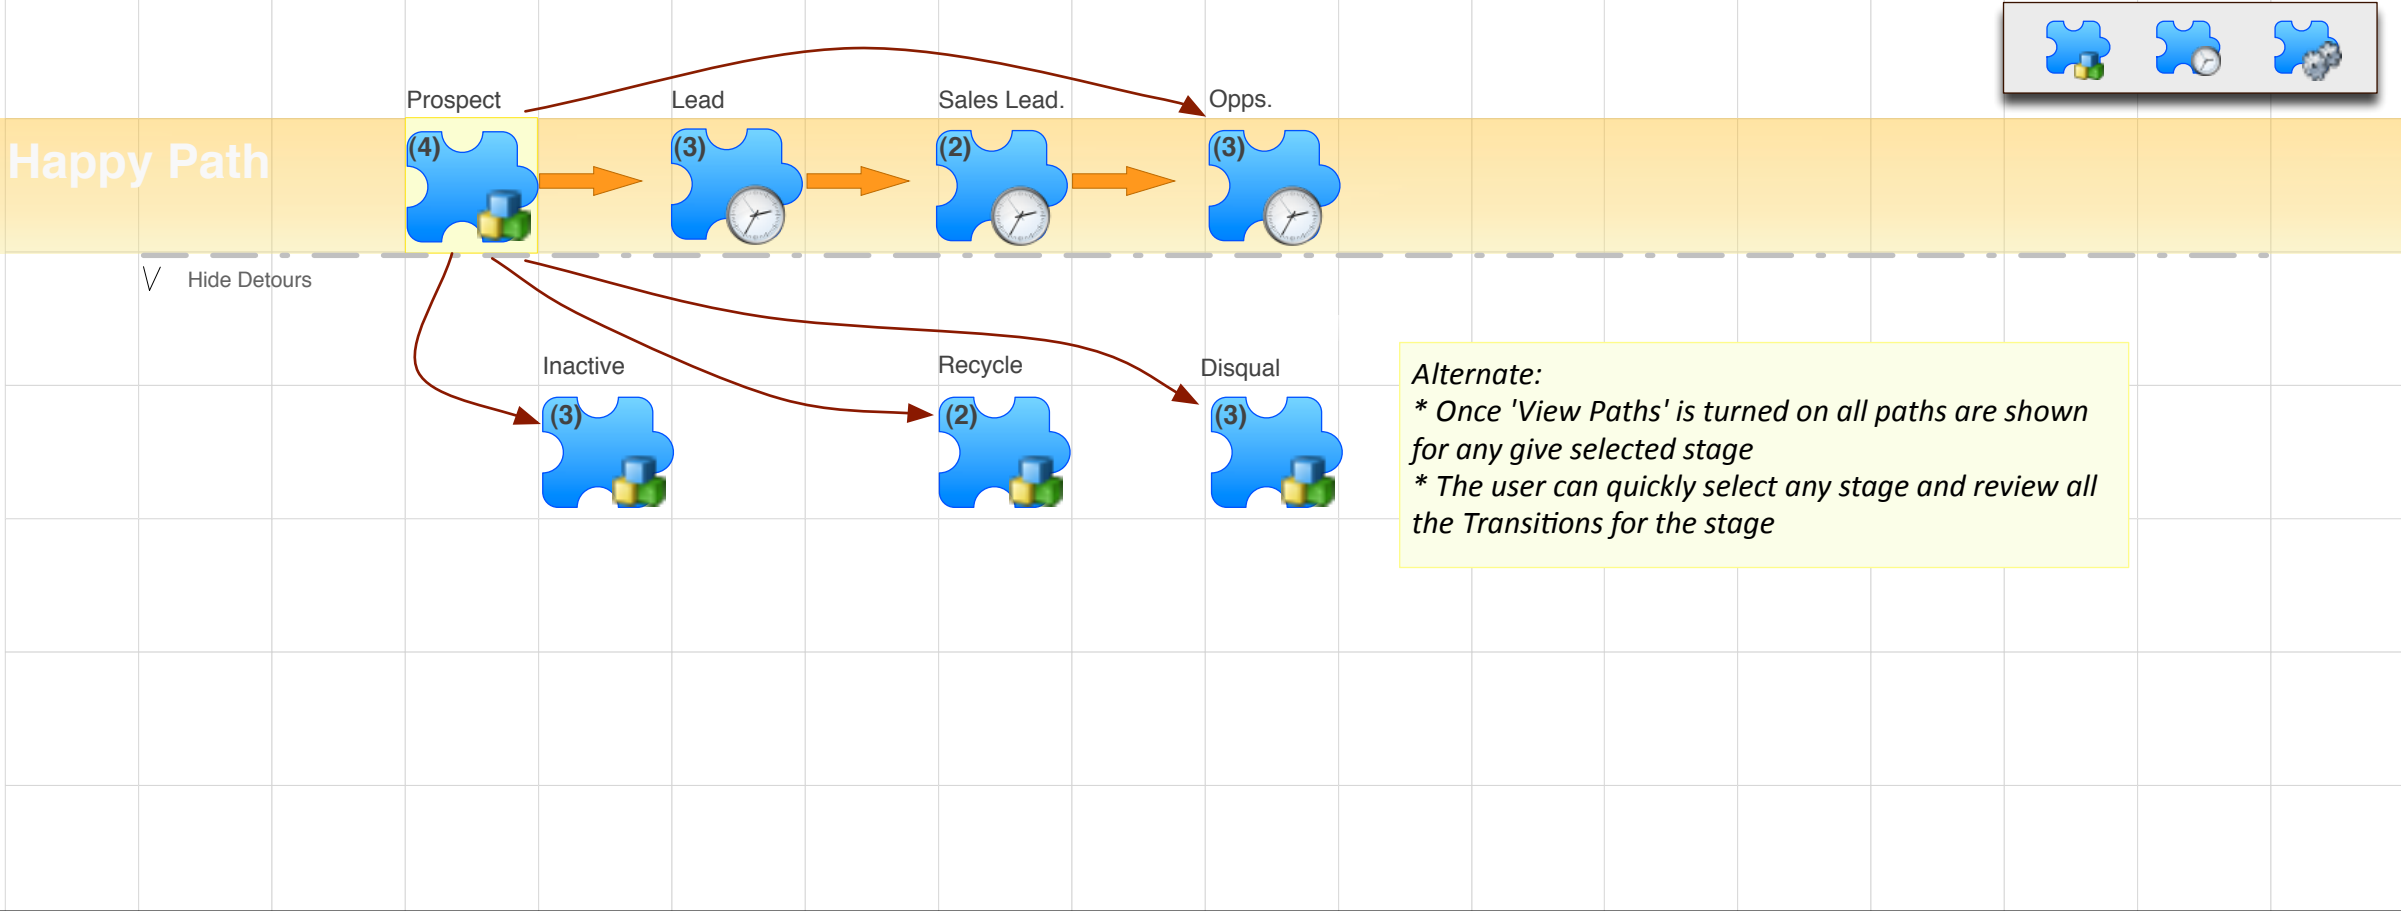 Prospect
Lead
Sales Lead.
Opps.
Happy Path
(4)
(3)
(2)
(3)
Hide Detours
Inactive
Recycle
Disqual
(3)
(2)
(3)
Alternate:
* Once 'View Paths' is turned on all paths are shown
for any give selected stage
* The user can quickly select any stage and review all
the Transitions for the stage